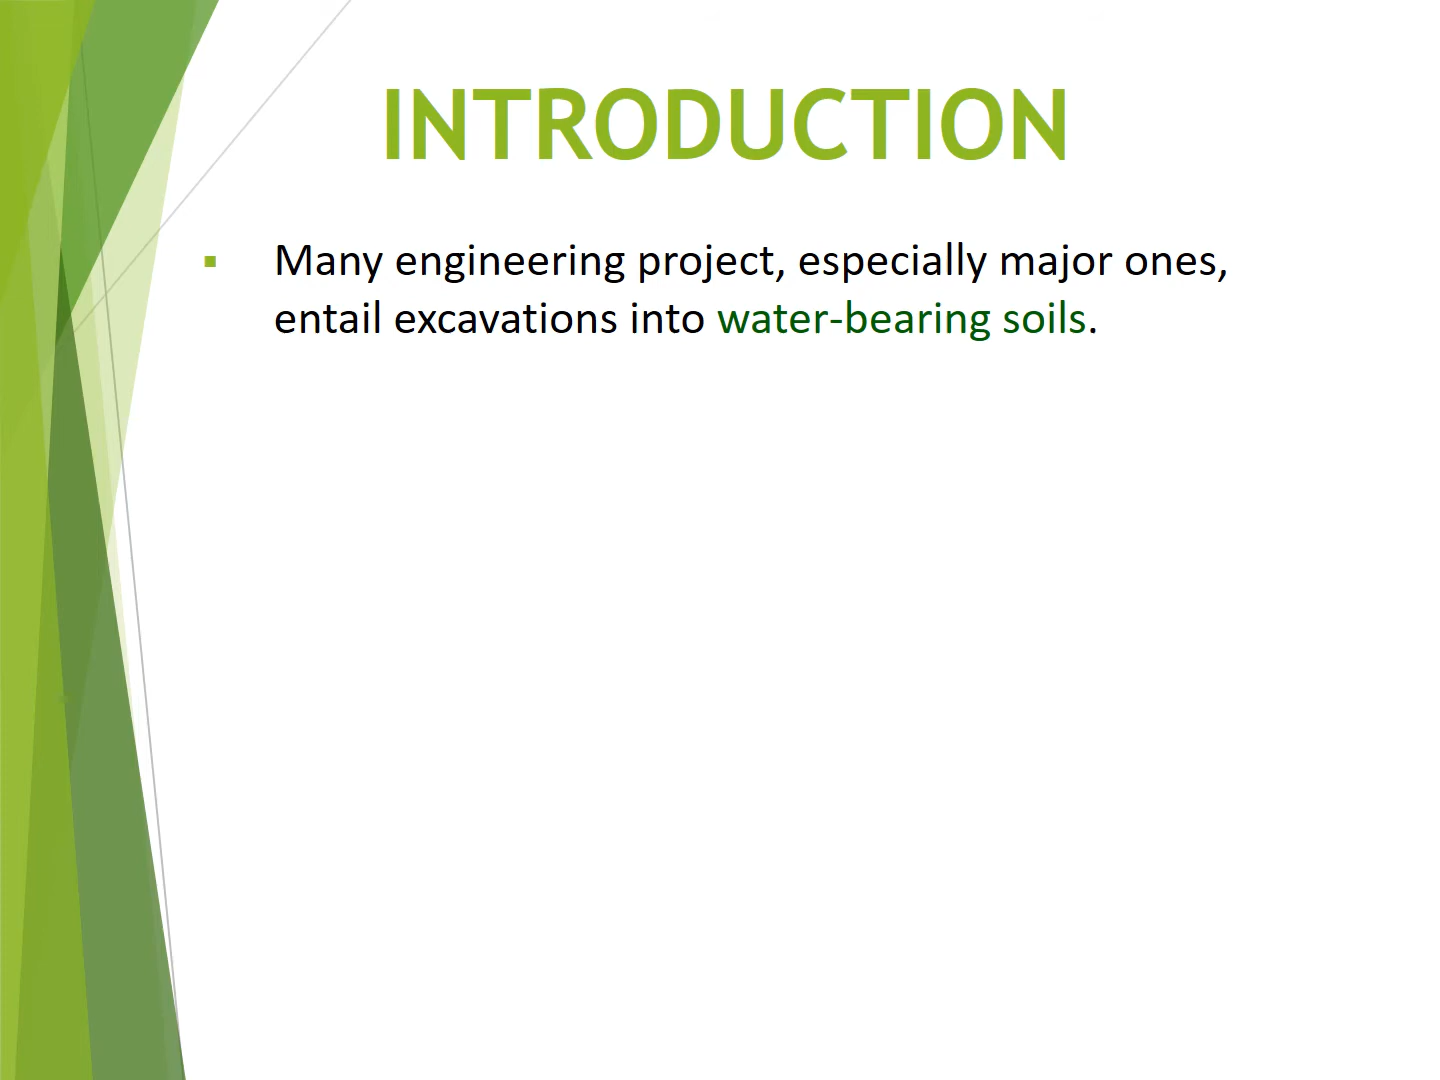 INTRODUCTION
▪ Many engineering project, especially major ones,
entail excavations into water-bearing soils.